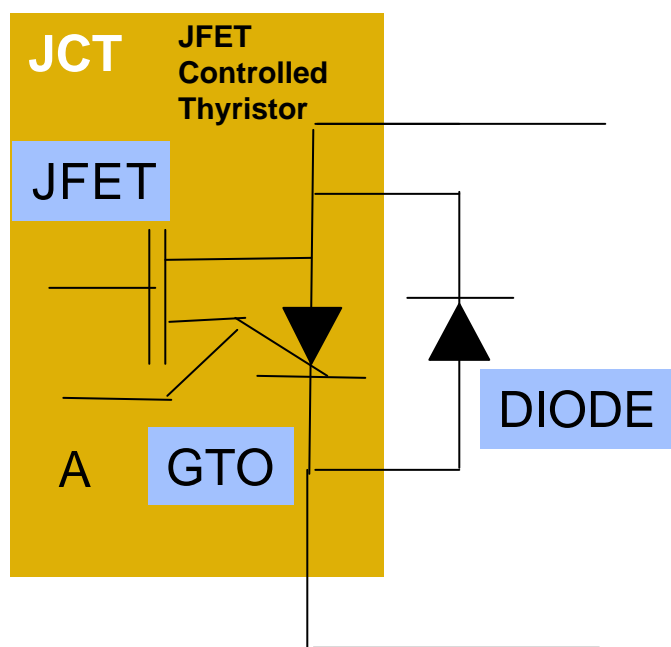 JCT
JFET
Controlled
Thyristor
JFET
DIODE
A
GTO